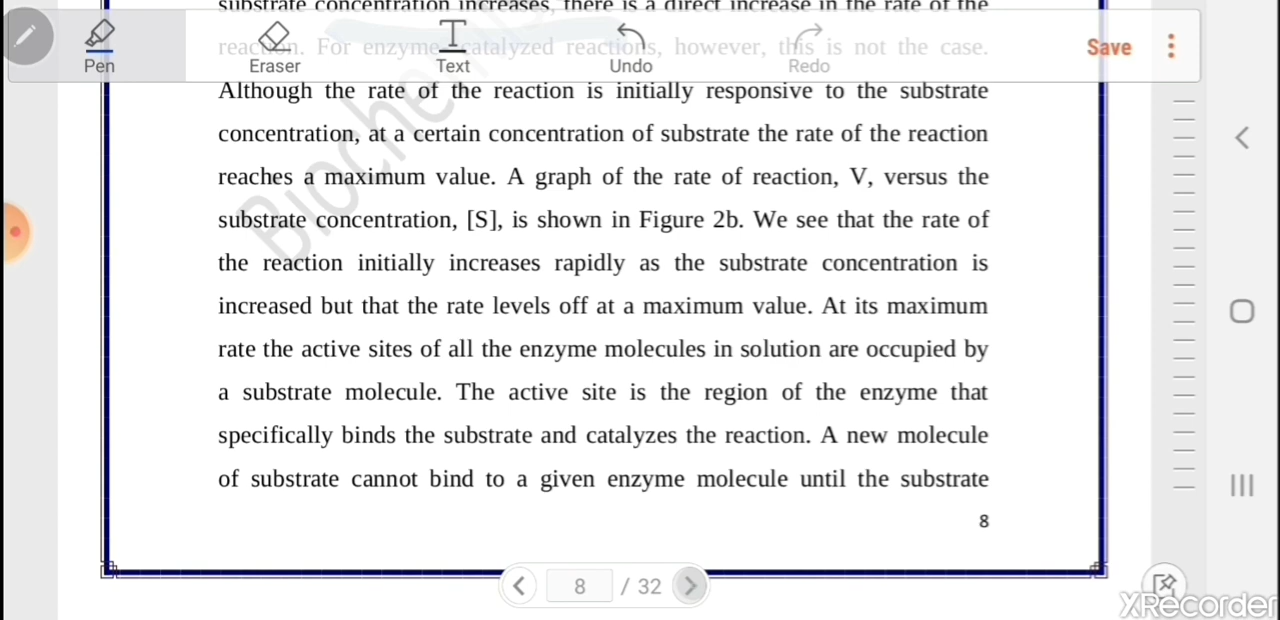 substrate concentration increases, there is a direct increase in the rate of the
reaction. For enzyme catalyzed reactions, however, this is not the case.
Pen
Eraser
Text
Undo
Redo
Save
Although the rate of the reaction is initially responsive to the substrate
concentration, at a certain concentration of substrate the rate of the reaction
reaches a maximum value. A graph of the rate of reaction, V, versus the
substrate concentration, [S], is shown in Figure 2b. We see that the rate of
the reaction initially increases rapidly as the substrate concentration is
increased but that the rate levels off at a maximum value. At its maximum
rate the active sites of all the enzyme molecules in solution are occupied by
a substrate molecule. The active site is the region of the enzyme that
specifically binds the substrate and catalyzes the reaction. A new molecule
of substrate cannot bind to a given enzyme molecule until the substrate
8
8 / 32
XRecorder